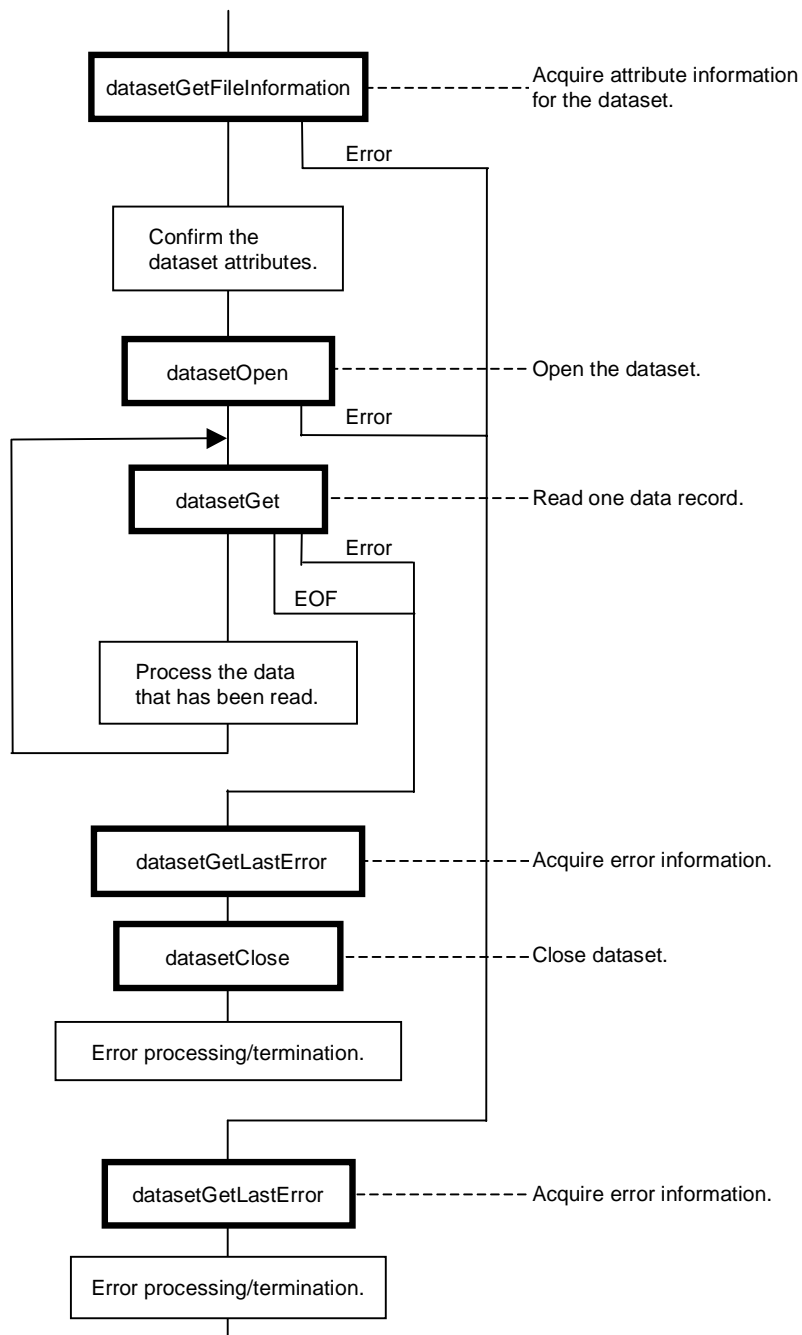 datasetGetFileInformation
Acquire attribute information
for the dataset.
Error
Confirm the
dataset attributes.
datasetOpen
Open the dataset.
Error
datasetGet
Read one data record.
Error
EOF
Process the data
that has been read.
datasetGetLastError
Acquire error information.
datasetClose
Close dataset.
Error processing/termination.
datasetGetLastError
Acquire error information.
Error processing/termination.